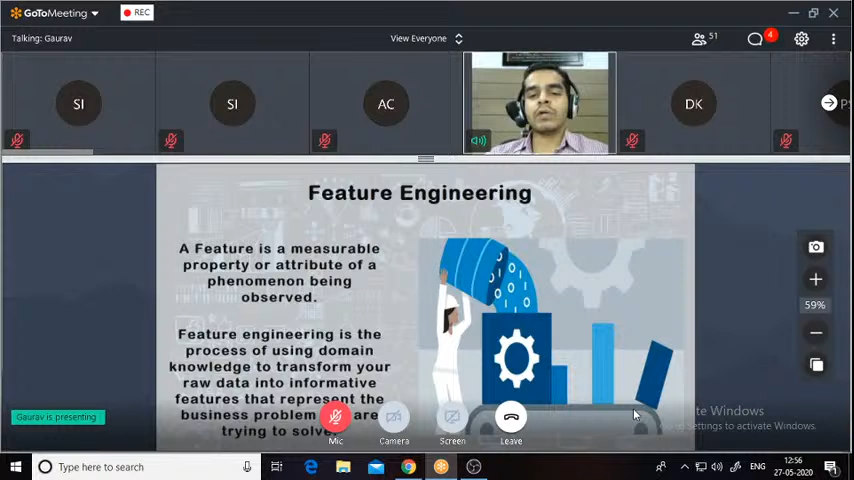 GoToMeeting
REC
Talking: Gaurav
View Everyone
51
4
SI
SI
AC
DK
Feature Engineering
A Feature is a measurable
property or attribute of a
phenomenon being
observed.
Feature engineering is the
process of using domain
knowledge to transform your
raw data into informative
features that represent the
business problem are
trying to solve.
59%
Gaurav is presenting
Mic
Camera
Screen
Leave
te Windows
to Settings to activate Windows.
Type here to search
ENG
12:56
27-05-2020
1